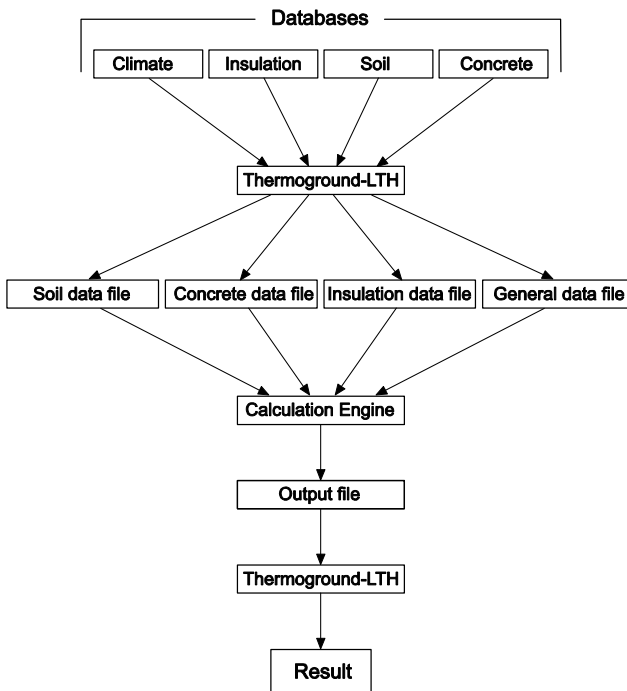 Databases
Climate
Insulation
Soil
Concrete
Thermoground-LTH
Soil data file
Concrete data file
Insulation data file
General data file
Calculation Engine
Output file
Thermoground-LTH
Result